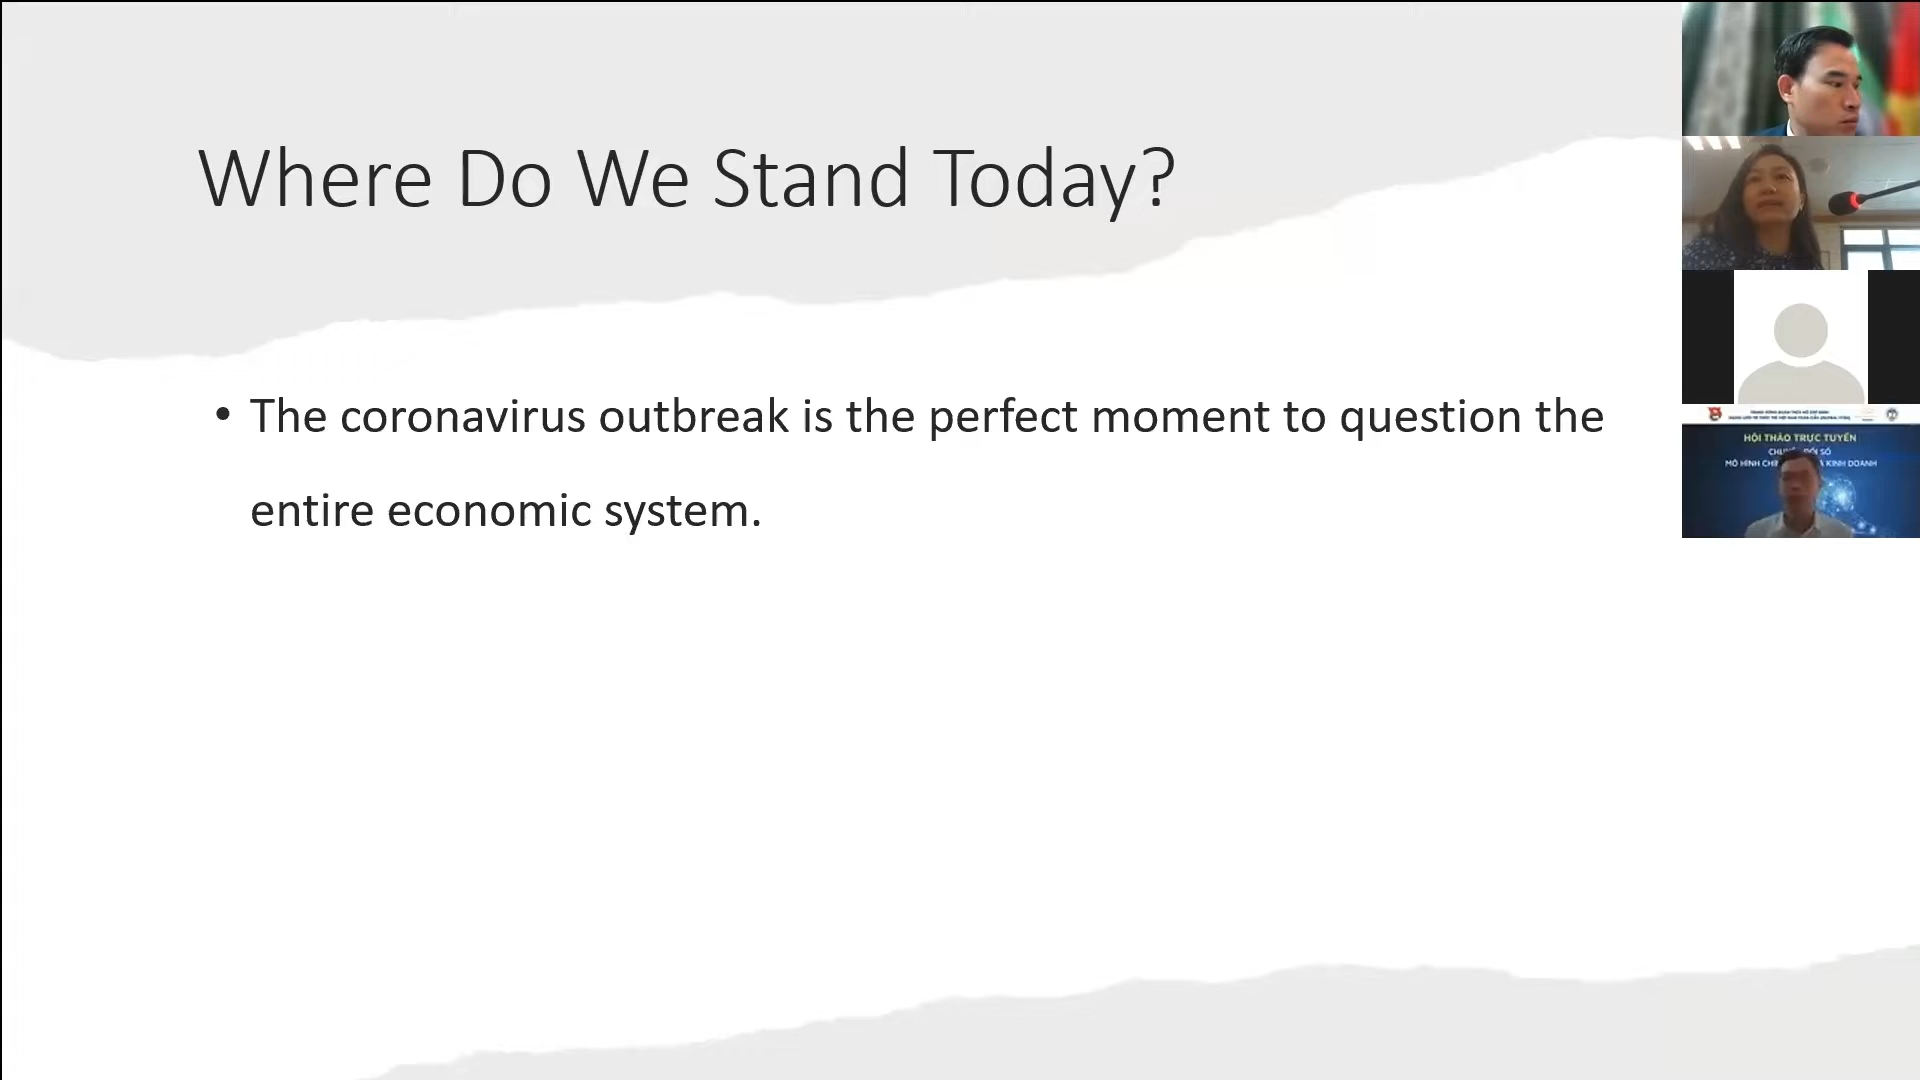 Where Do We Stand Today?
• The coronavirus outbreak is the perfect moment to question the
entire economic system.
HỘI THẢO TRỰC TUYẾN
KINH DOANH